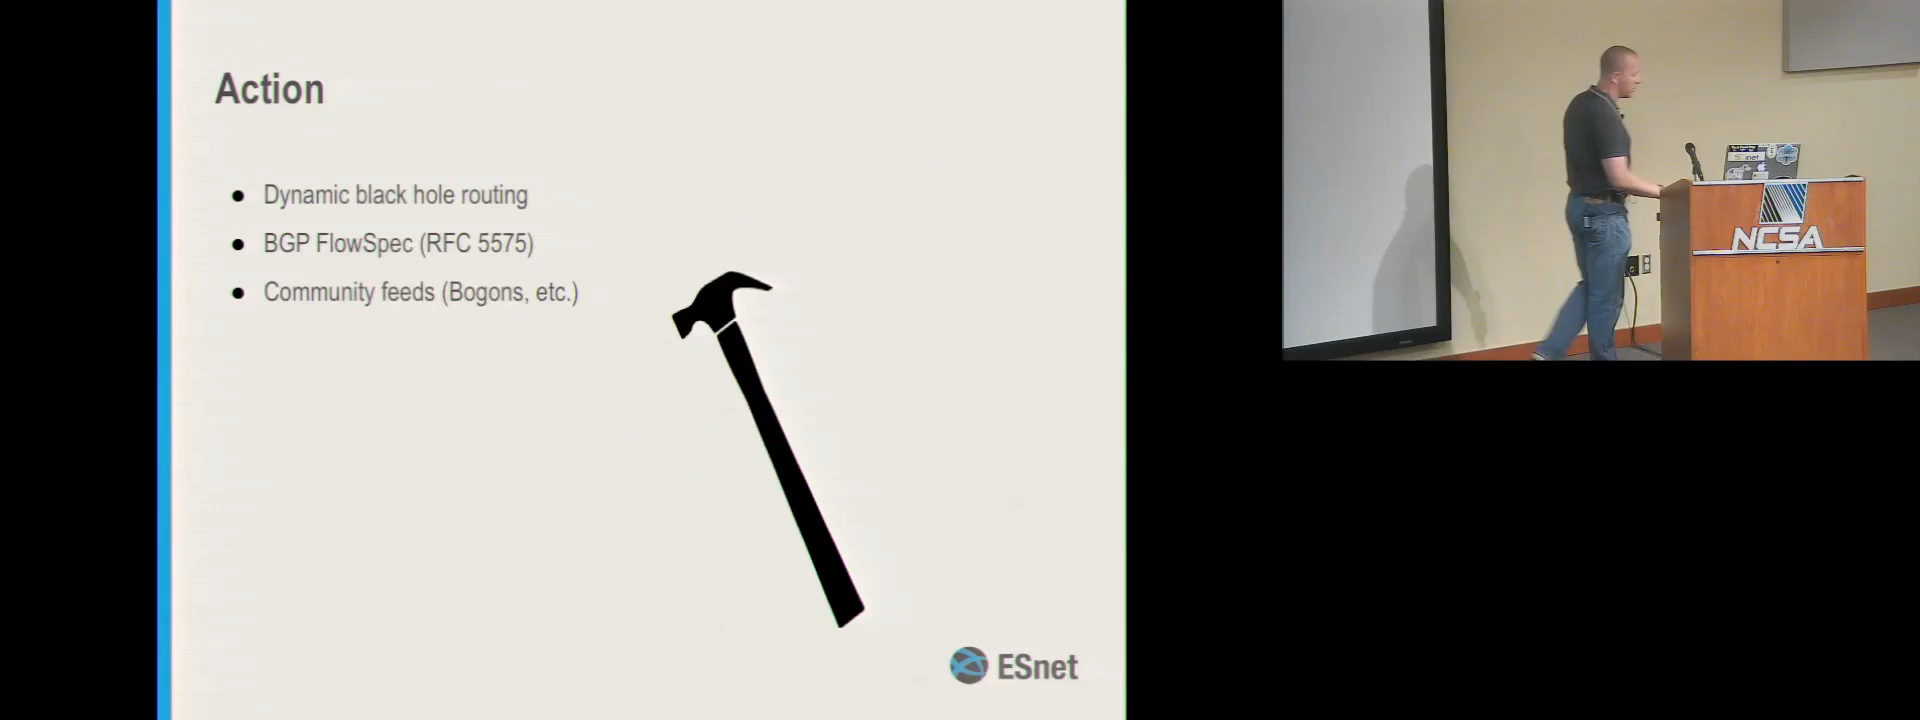 Action
Dynamic black hole routing
BGP FlowSpec (RFC 5575)
Community feeds (Bogons, etc.)
ESnet
NCSA